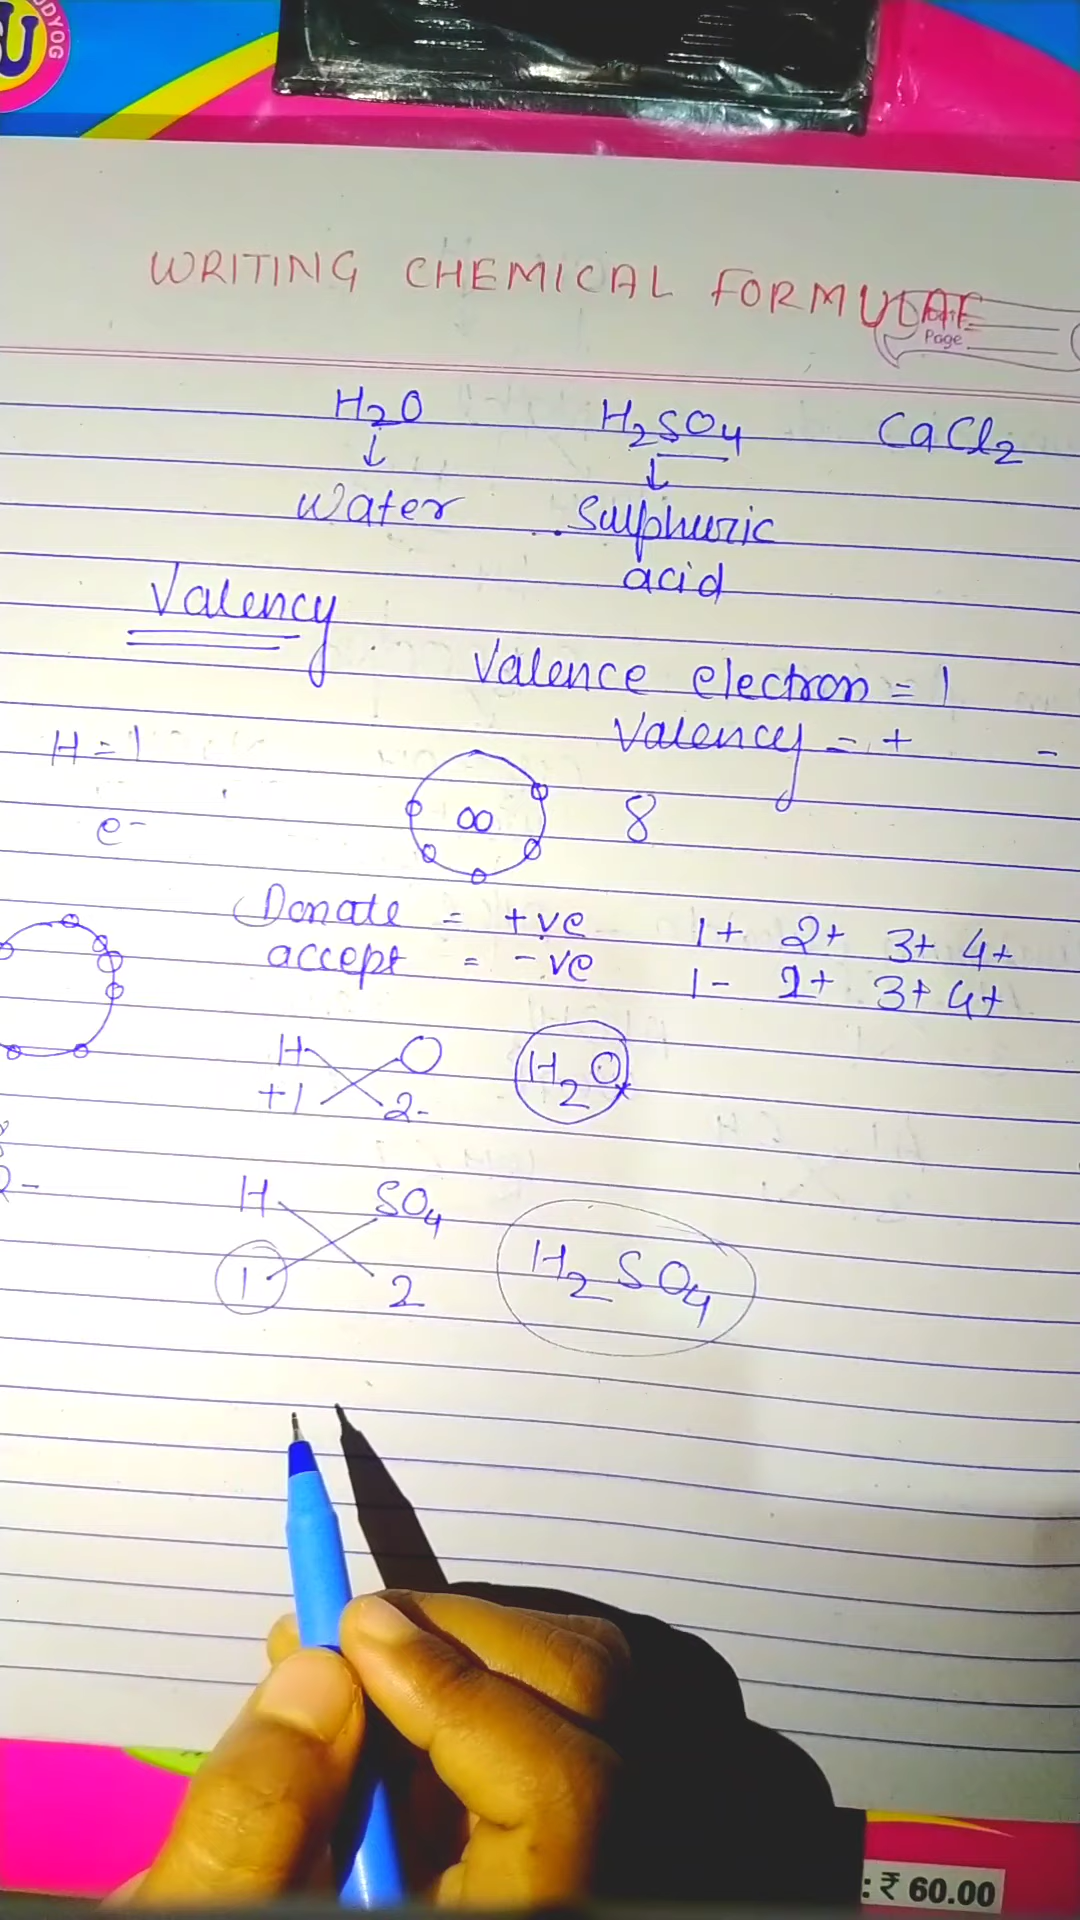 U
UDYOG
WRITING CHEMICAL FORMULAE
Page
H2O H2SO4 CaCl2
↓ ↓
Water Sulphuric
acid
Valency
Valence electron = 1
Valency = + -
H = 1
e-
8
Donate = +ve 1+ 2+ 3+ 4+
accept = -ve 1- 2+ 3+ 4+
H O H2O
+1 2-
2-
H SO4
1 2 H2SO4
: ₹ 60.00